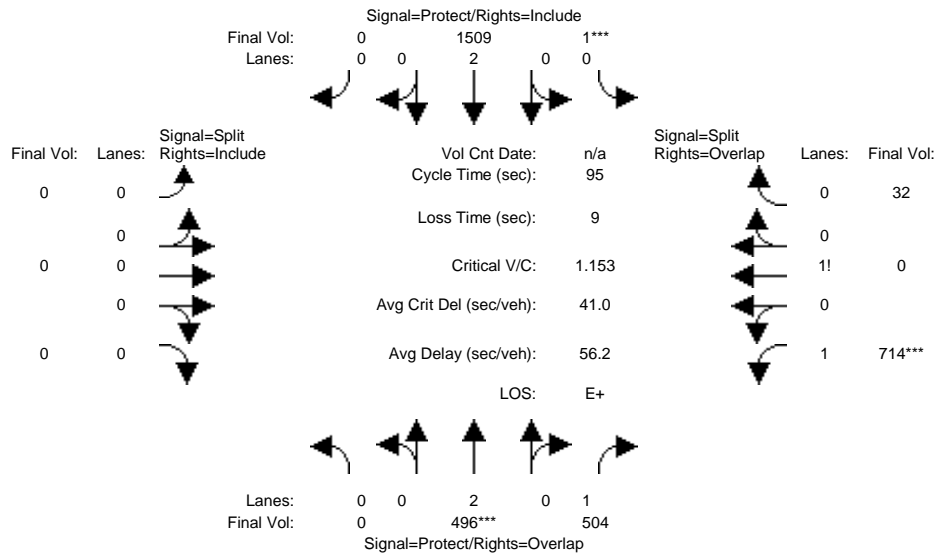 Signal=Protect/Rights=Include
Final Vol: 0 1509 1***
Lanes: 0 0 2 0 0
Signal=Split Signal=Split
Final Vol: Lanes: Rights=Include Vol Cnt Date: n/a Rights=Overlap Lanes: Final Vol:
Cycle Time (sec): 95
0 0 0 32
Loss Time (sec): 9
0 0
0 0 Critical V/C: 1.153 1! 0
0 Avg Crit Del (sec/veh): 41.0 0
0 0 Avg Delay (sec/veh): 56.2 1 714***
LOS: E+
Lanes: 0 0 2 0 1
Final Vol: 0 496*** 504
Signal=Protect/Rights=Overlap